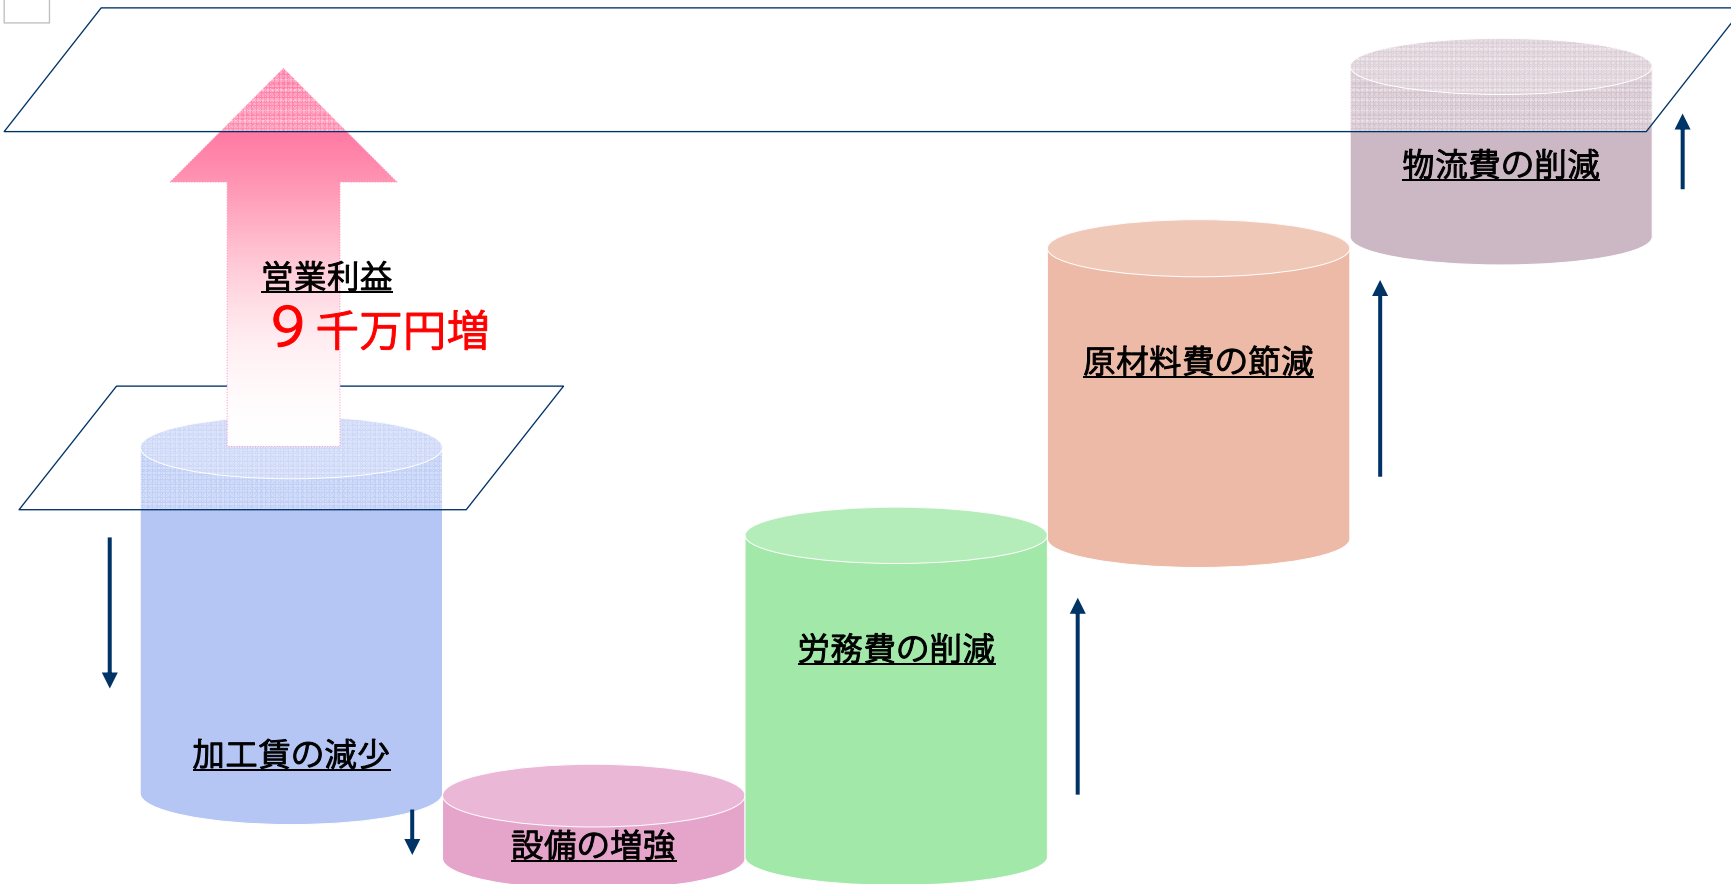 物流費の削減
営業利益
９千万円増
原材料費の節減
労務費の削減
加工賃の減少
設備の増強